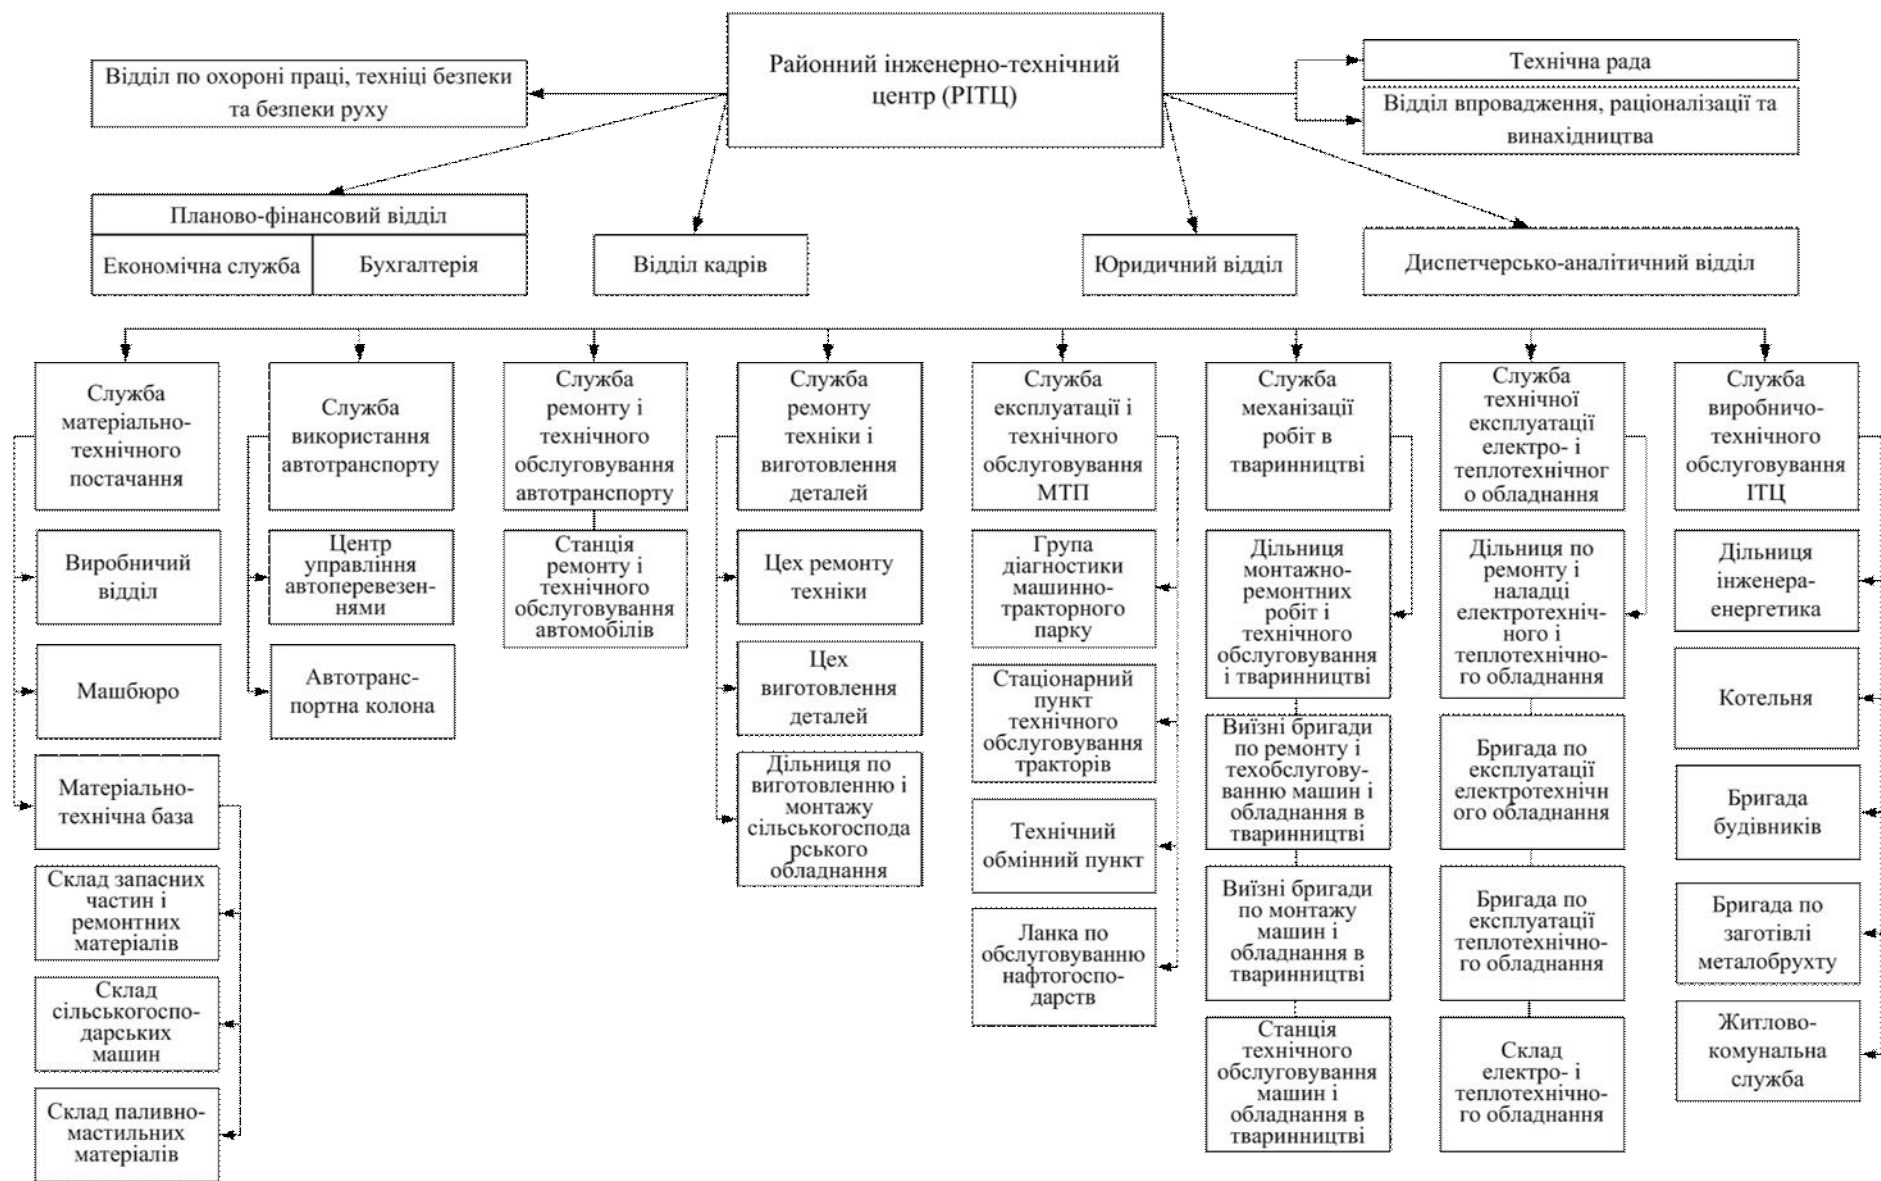 Районний інженерно-технічний
центр (РІТЦ)
Відділ по охороні праці, техніці безпеки
та безпеки руху
Технічна рада
Відділ впровадження, раціоналізації та
винахідництва
Планово-фінансовий відділ
Економічна служба
Бухгалтерія
Відділ кадрів
Юридичний відділ
Диспетчерсько-аналітичний відділ
Служба
матеріально-
технічного
постачання
Виробничий
відділ
Машбюро
Матеріально-
технічна база
Склад запасних
частин і
ремонтних
матеріалів
Склад
сільськогоспо-
дарських
машин
Склад паливно-
мастильних
матеріалів
Служба
використання
автотранспорту
Центр
управління
автоперевезен-
нями
Автотранс-
портна колона
Служба
ремонту і
технічного
обслуговування
автотранспорту
Станція
ремонту і
технічного
обслуговування
автомобілів
Служба
ремонту
техніки і
виготовлення
деталей
Цех ремонту
техніки
Цех
виготовлення
деталей
Дільниця по
виготовленню і
монтажу
сільськогоспода
рського
обладнання
Служба
експлуатації і
технічного
обслуговування
МТП
Група
діагностики
машинно-
тракторного
парку
Стаціонарний
пункт
технічного
обслуговування
тракторів
Технічний
обмінний пункт
Ланка по
обслуговуванню
нафтогоспо-
дарств
Служба
механізації
робіт в
тваринництві
Дільниця
монтажно-
ремонтних
робіт і
технічного
обслуговування
і тваринництві
Виїзні бригади
по ремонту і
техобслугову-
ванню машин і
обладнання в
тваринництві
Виїзні бригади
по монтажу
машин і
обладнання в
тваринництві
Станція
технічного
обслуговування
машин і
обладнання в
тваринництві
Служба
технічної
експлуатації
електро- і
теплотехнічног
о обладнання
Дільниця по
ремонту і
наладці
електротехніч-
ного і
теплотехнічно-
го обладнання
Бригада по
експлуатації
електротехнічн
ого обладнання
Бригада по
експлуатації
теплотехнічно-
го обладнання
Склад
електро- і
теплотехнічно-
го обладнання
Служба
виробничо-
технічного
обслуговування
ІТЦ
Дільниця
інженера-
енергетика
Котельня
Бригада
будівників
Бригада по
заготівлі
металобрухту
Житлово-
комунальна
служба